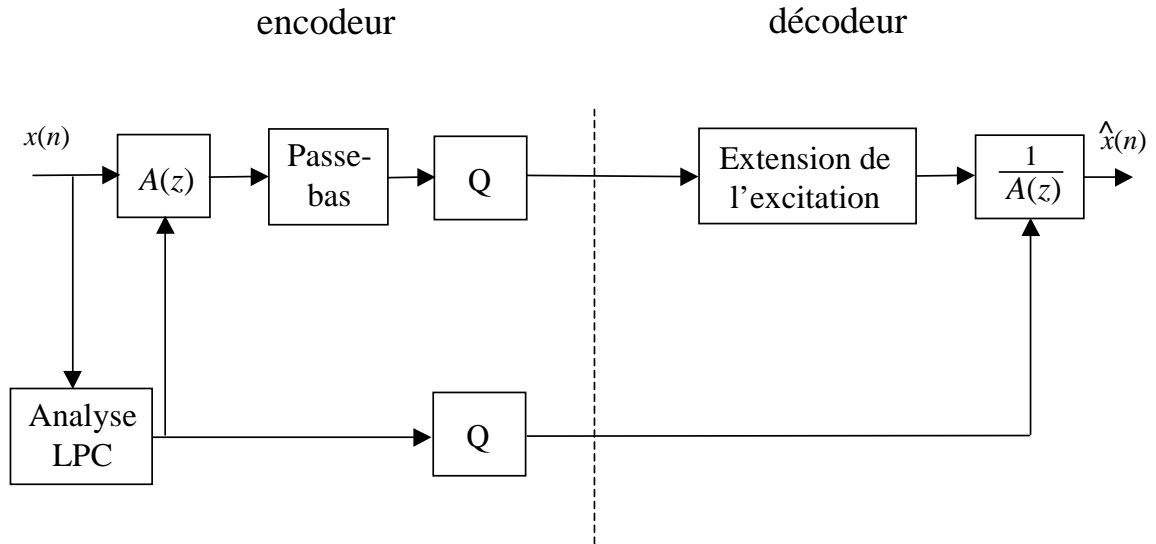 encodeur
décodeur
x(n)
A(z)
Passe-
bas
Q
Extension de
l'excitation
1
A(z)
^x(n)
Analyse
LPC
Q